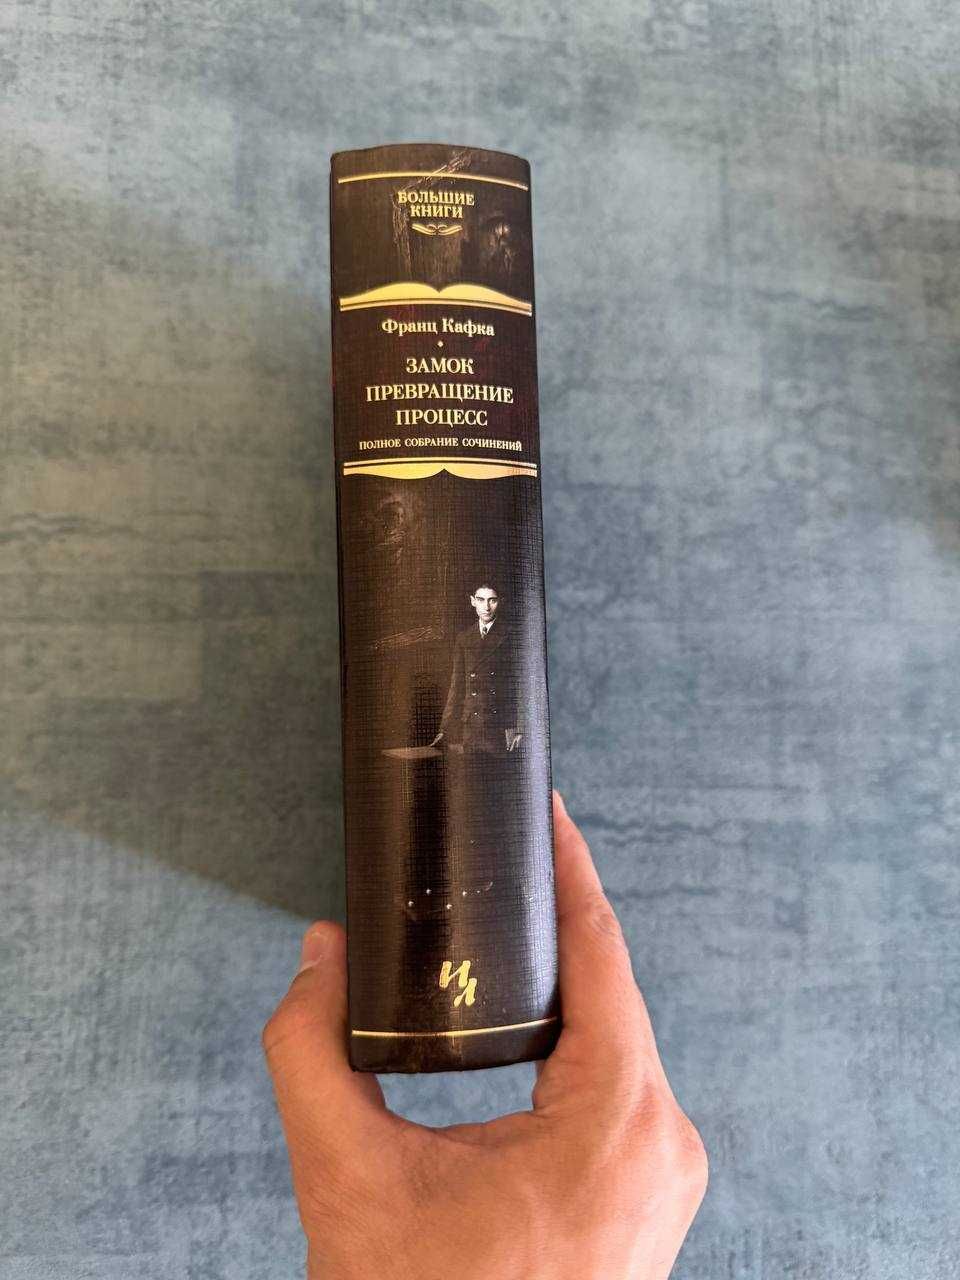 БОЛЬШИЕ
КНИГИ
Франц Кафка
ЗАМОК
ПРЕВРАЩЕНИЕ
ПРОЦЕСС
ПОЛНОЕ СОБРАНИЕ СОЧИНЕНИЙ
ИЛ